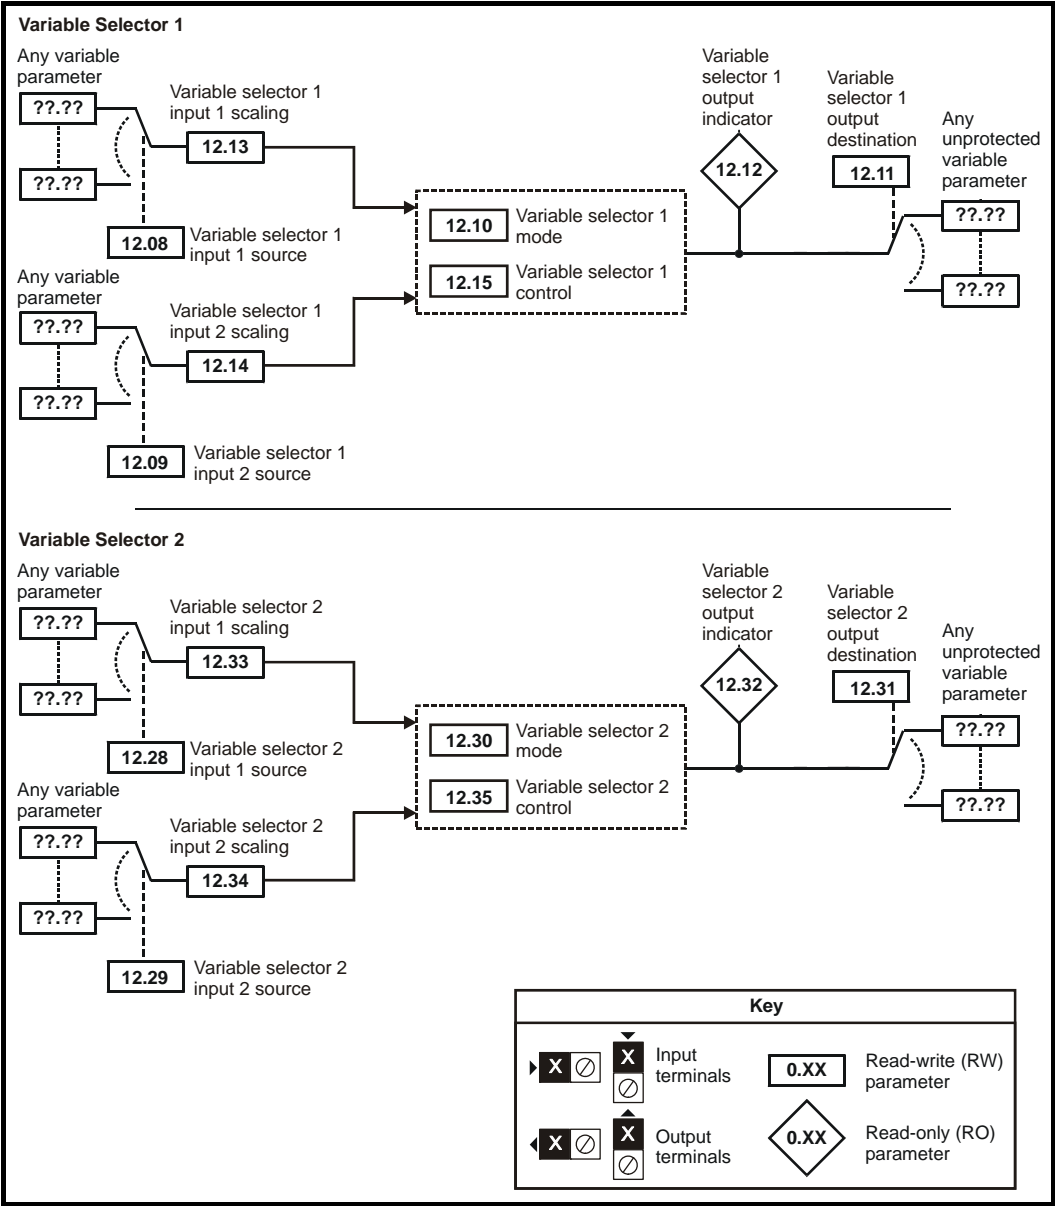 Variable Selector 1
Any variable
parameter
??.??
??.??
Variable selector 1
input 1 scaling
12.13
12.08
Variable selector 1
input 1 source
Any variable
parameter
??.??
??.??
Variable selector 1
input 2 scaling
12.14
12.09
Variable selector 1
input 2 source
12.10
Variable selector 1
mode
12.15
Variable selector 1
control
Variable
selector 1
output
indicator
12.12
Variable
selector 1
output
destination
12.11
Any
unprotected
variable
parameter
??.??
??.??
Variable Selector 2
Any variable
parameter
??.??
??.??
Variable selector 2
input 1 scaling
12.33
12.28
Variable selector 2
input 1 source
Any variable
parameter
??.??
??.??
Variable selector 2
input 2 scaling
12.34
12.29
Variable selector 2
input 2 source
12.30
Variable selector 2
mode
12.35
Variable selector 2
control
Variable
selector 2
output
indicator
12.32
Variable
selector 2
output
destination
12.31
Any
unprotected
variable
parameter
??.??
??.??
Key
X
X
Input
terminals
0.XX
Read-write (RW)
parameter
X
X
Output
terminals
0.XX
Read-only (RO)
parameter